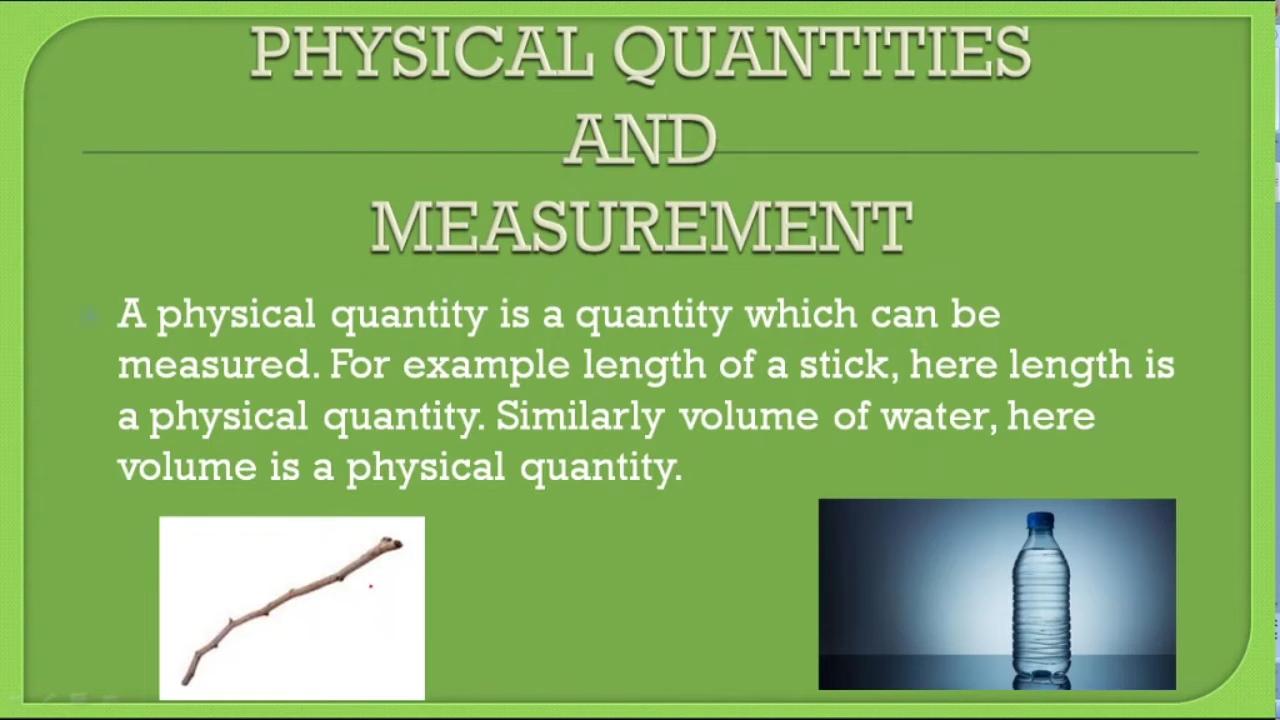 PHYSICAL QUANTITIES
AND
MEASUREMENT
A physical quantity is a quantity which can be
measured. For example length of a stick, here length is
a physical quantity. Similarly volume of water, here
volume is a physical quantity.